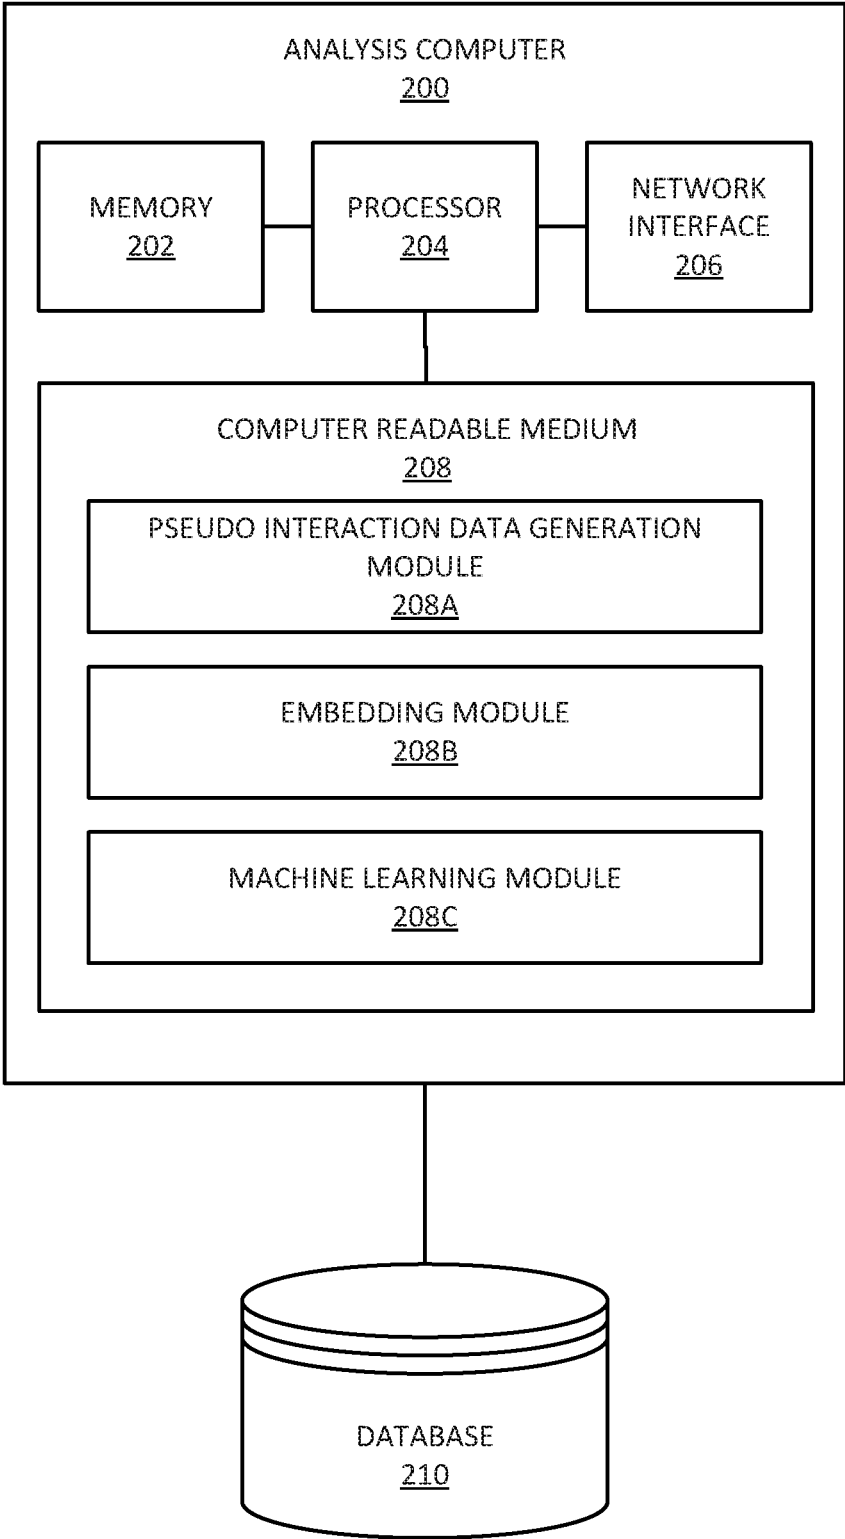 ANALYSIS COMPUTER
200
MEMORY
202
PROCESSOR
204
NETWORK
INTERFACE
206
COMPUTER READABLE MEDIUM
208
PSEUDO INTERACTION DATA GENERATION
MODULE
208A
EMBEDDING MODULE
208B
MACHINE LEARNING MODULE
208C
DATABASE
210